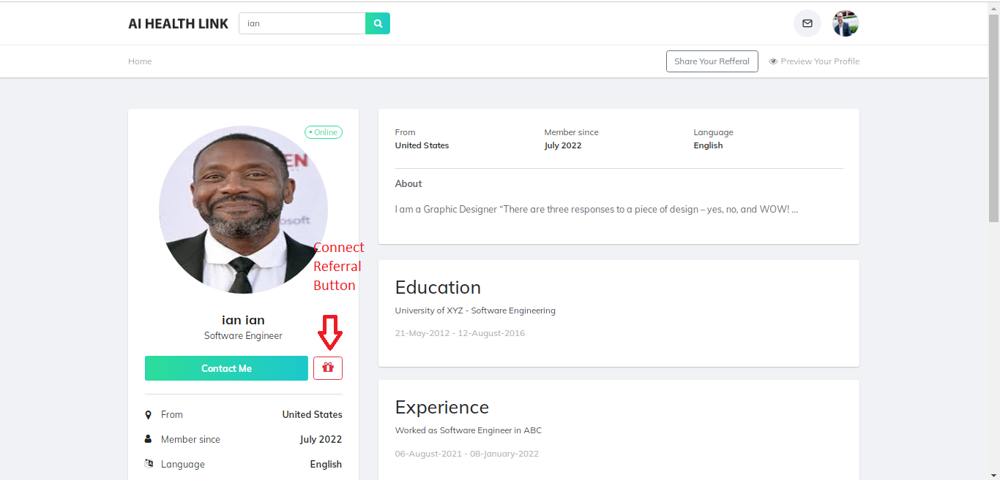 AI HEALTH LINK
ian
Home
Share Your Refferal
Preview Your Profile
• Online
EN
osoft
Connect
Referral
Button
ian ian
Software Engineer
Contact Me
From United States
Member since July 2022
Language English
From Member since Language
United States July 2022 English
About
I am a Graphic Designer “There are three responses to a piece of design – yes, no, and WOW! ...
Education
University of XYZ - Software Engineering
21-May-2012 - 12-August-2016
Experience
Worked as Software Engineer in ABC
06-August-2021 - 08-January-2022